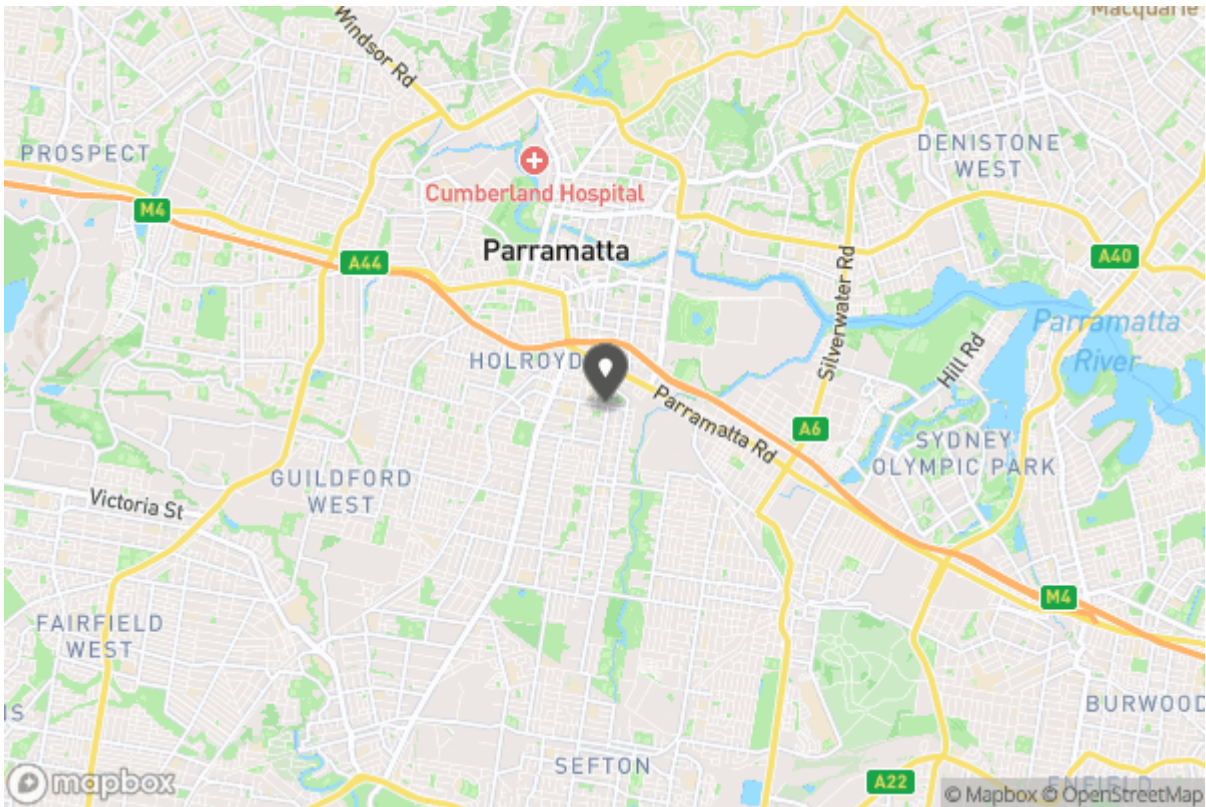 Macquarie
Windsor Rd
PROSPECT
DENISTONE
WEST
Cumberland Hospital
M4
Parramatta
A44
A40
Silverwater Rd
Parramatta
River
Hill Rd
HOLROYD
Parramatta Rd
A6
SYDNEY
OLYMPIC PARK
GUILDFORD
WEST
Victoria St
M4
FAIRFIELD
WEST
BURWOOD
SEFTON
A22
ENFIELD
mapbox
© Mapbox © OpenStreetMap